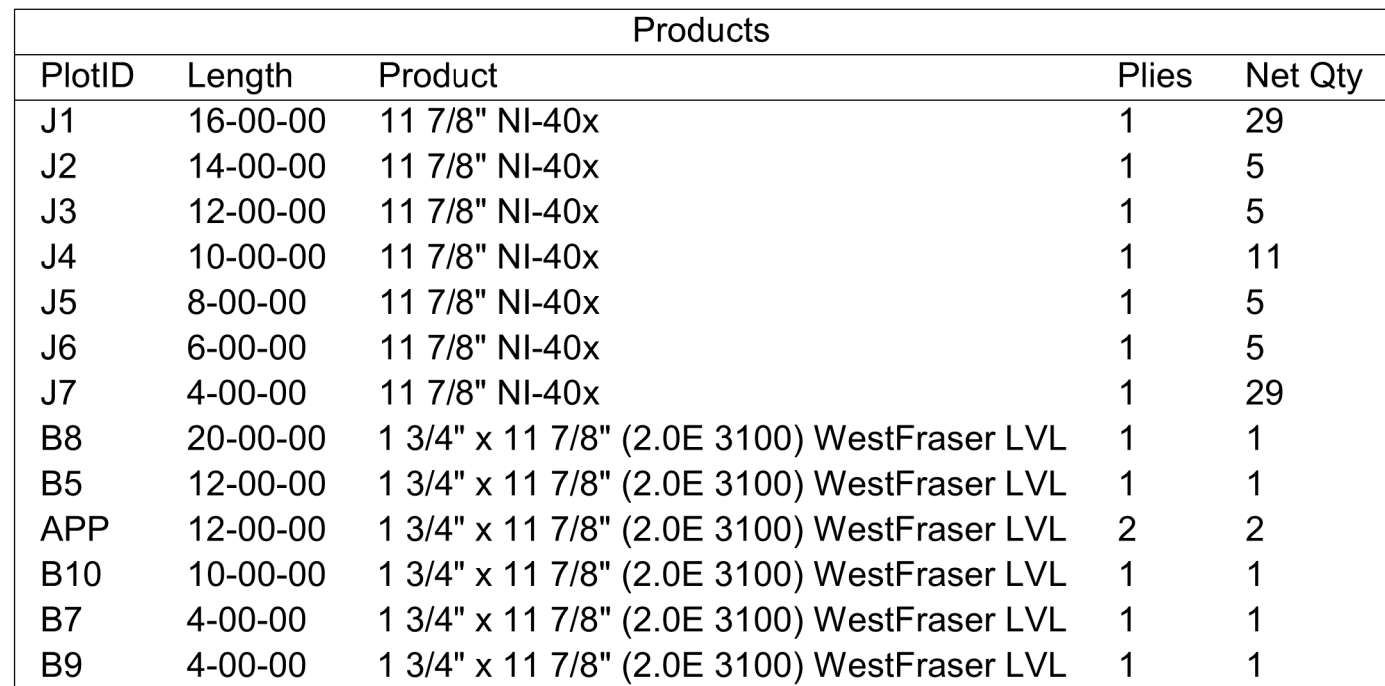 Products
PlotID Length Product Plies Net Qty
J1 16-00-00 11 7/8" NI-40x 1 29
J2 14-00-00 11 7/8" NI-40x 1 5
J3 12-00-00 11 7/8" NI-40x 1 5
J4 10-00-00 11 7/8" NI-40x 1 11
J5 8-00-00 11 7/8" NI-40x 1 5
J6 6-00-00 11 7/8" NI-40x 1 5
J7 4-00-00 11 7/8" NI-40x 1 29
B8 20-00-00 1 3/4" x 11 7/8" (2.0E 3100) WestFraser LVL 1 1
B5 12-00-00 1 3/4" x 11 7/8" (2.0E 3100) WestFraser LVL 1 1
APP 12-00-00 1 3/4" x 11 7/8" (2.0E 3100) WestFraser LVL 2 2
B10 10-00-00 1 3/4" x 11 7/8" (2.0E 3100) WestFraser LVL 1 1
B7 4-00-00 1 3/4" x 11 7/8" (2.0E 3100) WestFraser LVL 1 1
B9 4-00-00 1 3/4" x 11 7/8" (2.0E 3100) WestFraser LVL 1 1